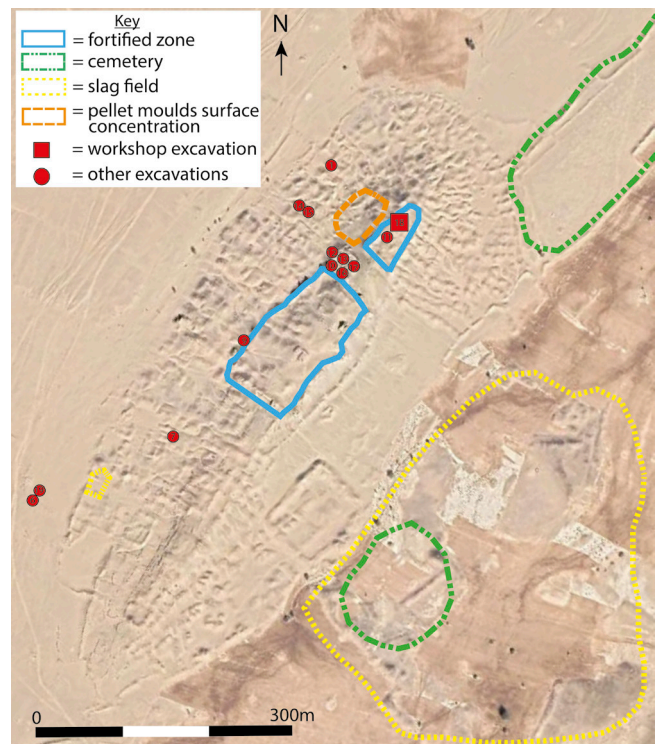 Key
= fortified zone
= cemetery
= slag field
= pellet moulds surface
concentration
= workshop excavation
= other excavations
N
0
300m